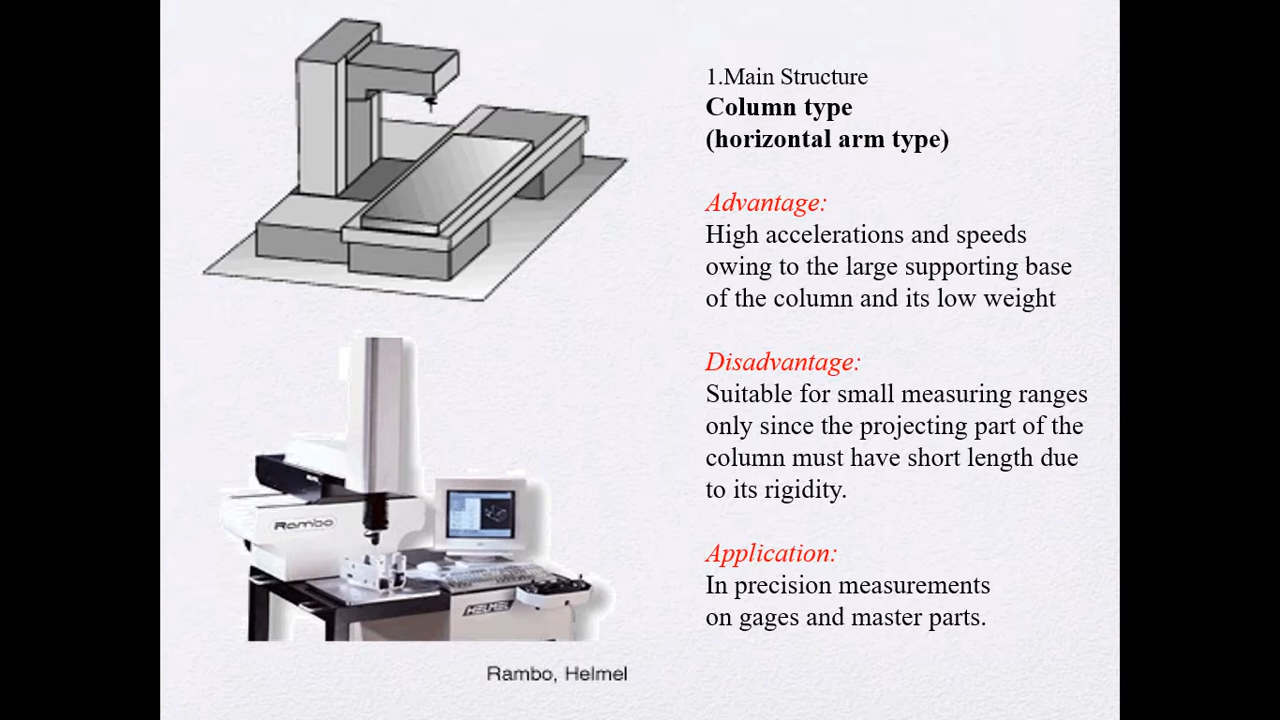 1.Main Structure
Column type
(horizontal arm type)
Advantage:
High accelerations and speeds
owing to the large supporting base
of the column and its low weight
Disadvantage:
Suitable for small measuring ranges
only since the projecting part of the
column must have short length due
to its rigidity.
Application:
In precision measurements
on gages and master parts.
Rambo
HELMEL
Rambo, Helmel